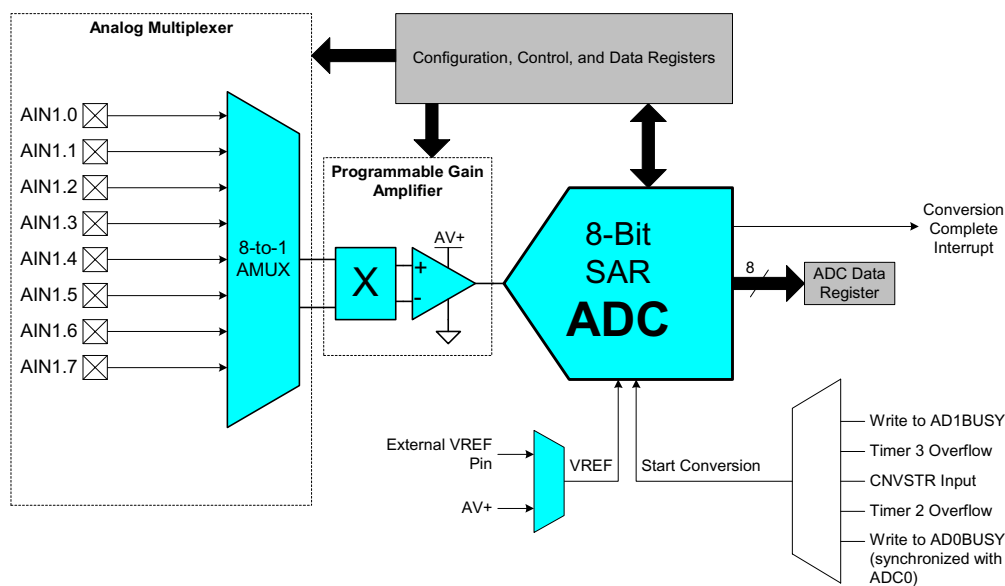 Analog Multiplexer
Configuration, Control, and Data Registers
AIN1.0
AIN1.1
AIN1.2
AIN1.3
AIN1.4
AIN1.5
AIN1.6
AIN1.7
8-to-1
AMUX
Programmable Gain
Amplifier
X
+
-
AV+
8-Bit
SAR
ADC
Conversion
Complete
Interrupt
8
ADC Data
Register
External VREF
Pin
AV+
VREF
Start Conversion
Write to AD1BUSY
Timer 3 Overflow
CNVSTR Input
Timer 2 Overflow
Write to AD0BUSY
(synchronized with
ADC0)